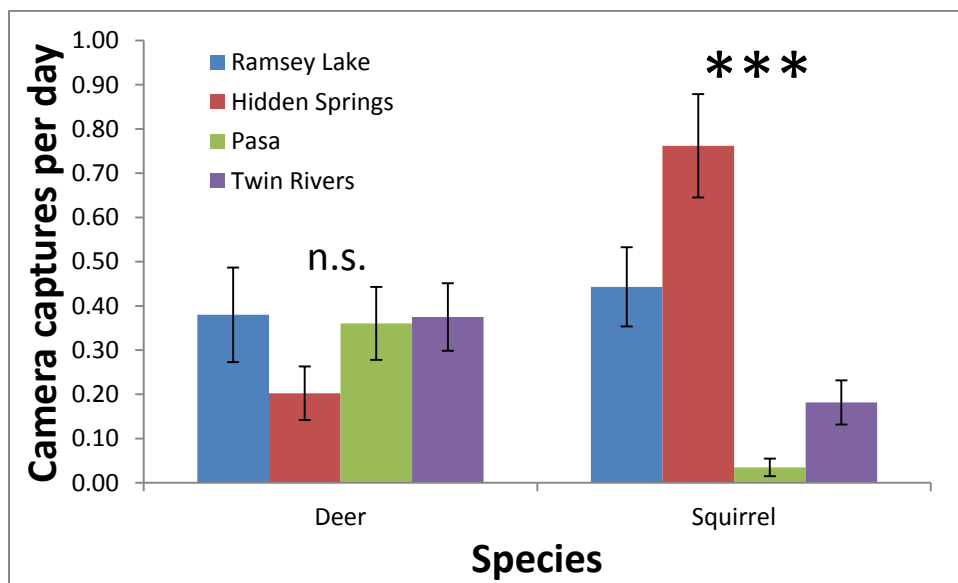 Camera captures per day
1.00
0.90
0.80
0.70
0.60
0.50
0.40
0.30
0.20
0.10
0.00
Ramsey Lake
Hidden Springs
Pasa
Twin Rivers
n.s.
***
Deer
Squirrel
Species